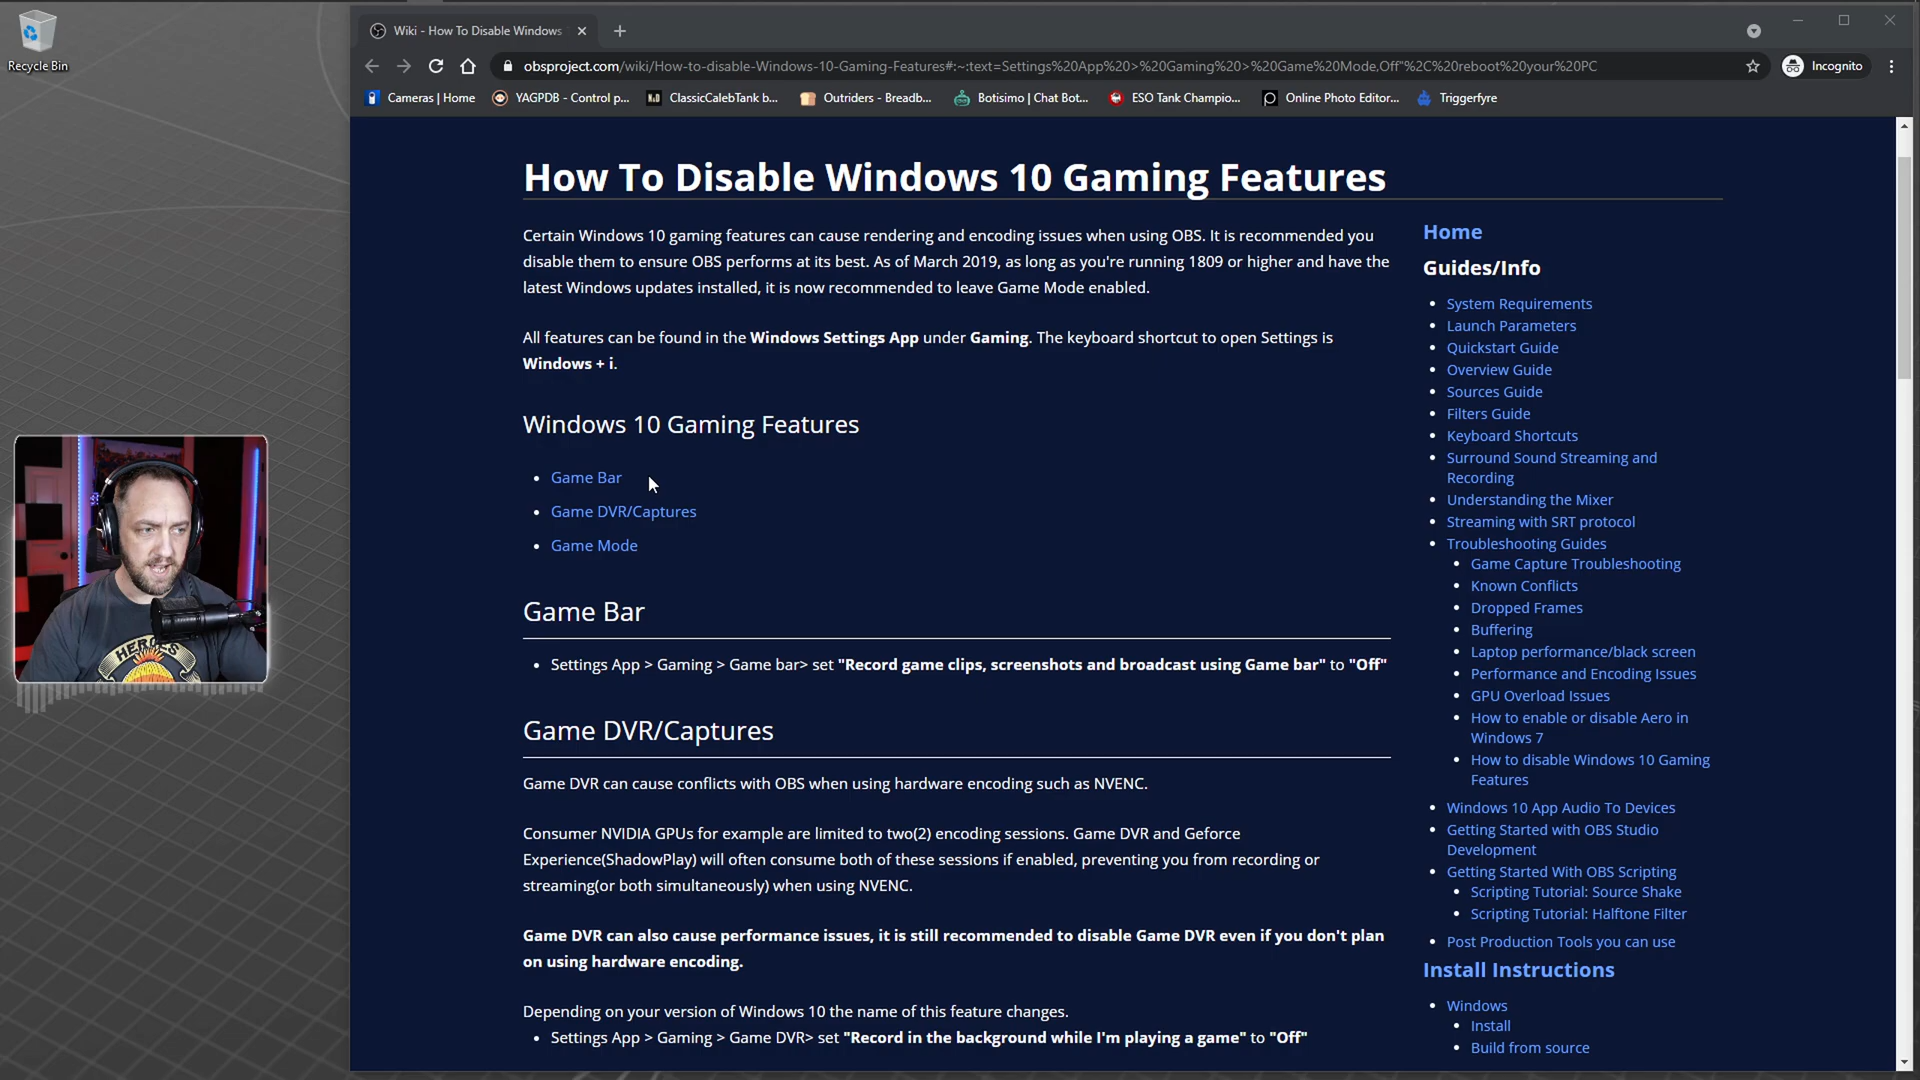 Recycle Bin
Wiki - How To Disable Windows
obsproject.com/wiki/How-to-disable-Windows-10-Gaming-Features#:~:text=Settings%20App%20>%20Gaming%20>%20Game%20Mode,Off"%2C%20reboot%20your%20PC
Incognito
Cameras | Home
YAGPDB - Control p...
ClassicCalebTank b...
Outriders - Breadb...
Botisimo | Chat Bot...
ESO Tank Champio...
Online Photo Editor...
Triggerfyre
How To Disable Windows 10 Gaming Features
Certain Windows 10 gaming features can cause rendering and encoding issues when using OBS. It is recommended you
disable them to ensure OBS performs at its best. As of March 2019, as long as you're running 1809 or higher and have the
latest Windows updates installed, it is now recommended to leave Game Mode enabled.
All features can be found in the Windows Settings App under Gaming. The keyboard shortcut to open Settings is
Windows + i.
Windows 10 Gaming Features
• Game Bar
• Game DVR/Captures
• Game Mode
Game Bar
• Settings App > Gaming > Game bar> set "Record game clips, screenshots and broadcast using Game bar" to "Off"
Game DVR/Captures
Game DVR can cause conflicts with OBS when using hardware encoding such as NVENC.
Consumer NVIDIA GPUs for example are limited to two(2) encoding sessions. Game DVR and Geforce
Experience(ShadowPlay) will often consume both of these sessions if enabled, preventing you from recording or
streaming(or both simultaneously) when using NVENC.
Game DVR can also cause performance issues, it is still recommended to disable Game DVR even if you don't plan
on using hardware encoding.
Depending on your version of Windows 10 the name of this feature changes.
• Settings App > Gaming > Game DVR> set "Record in the background while I'm playing a game" to "Off"
Home
Guides/Info
• System Requirements
• Launch Parameters
• Quickstart Guide
• Overview Guide
• Sources Guide
• Filters Guide
• Keyboard Shortcuts
• Surround Sound Streaming and
Recording
• Understanding the Mixer
• Streaming with SRT protocol
• Troubleshooting Guides
• Game Capture Troubleshooting
• Known Conflicts
• Dropped Frames
• Buffering
• Laptop performance/black screen
• Performance and Encoding Issues
• GPU Overload Issues
• How to enable or disable Aero in
Windows 7
• How to disable Windows 10 Gaming
Features
• Windows 10 App Audio To Devices
• Getting Started with OBS Studio
Development
• Getting Started With OBS Scripting
• Scripting Tutorial: Source Shake
• Scripting Tutorial: Halftone Filter
• Post Production Tools you can use
Install Instructions
• Windows
• Install
• Build from source
HEROES